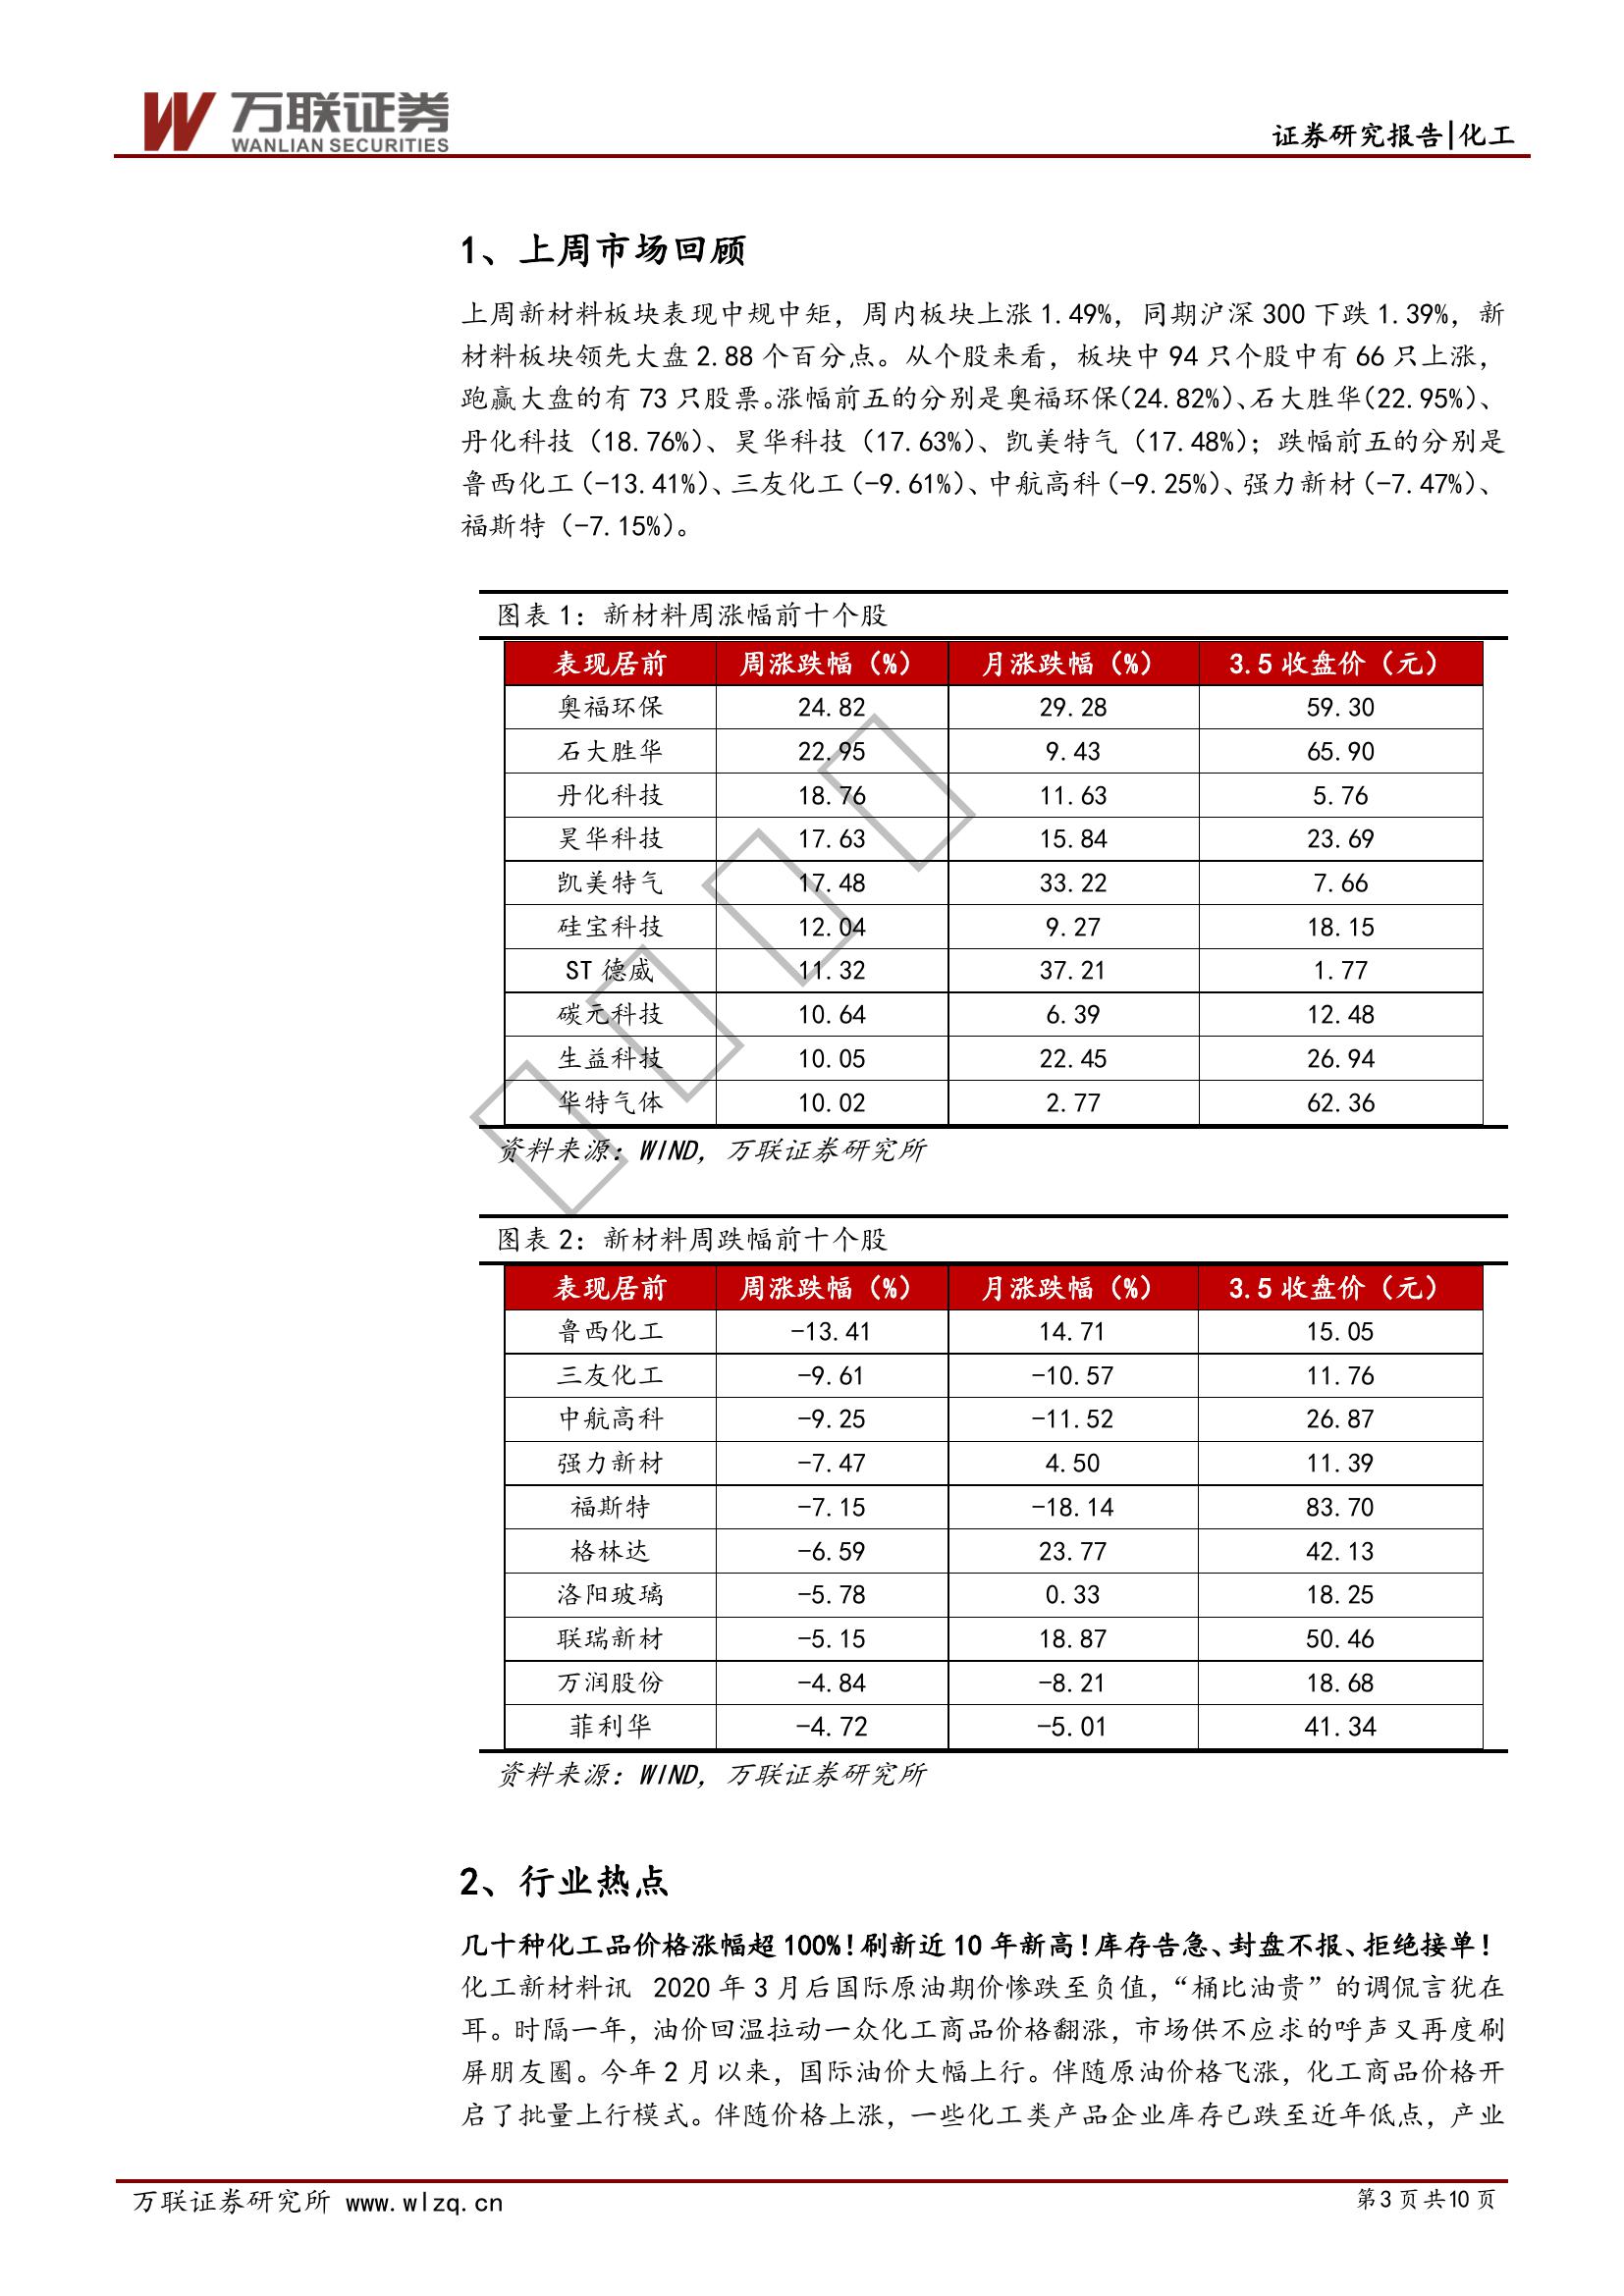 万联证券
WANLIAN SECURITIES
证券研究报告|化工
1、上周市场回顾
上周新材料板块表现中规中矩，周内板块上涨 1.49%，同期沪深 300 下跌 1.39%，新
材料板块领先大盘 2.88 个百分点。从个股来看，板块中 94 只个股中有 66 只上涨，
跑赢大盘的有 73 只股票。涨幅前五的分别是奥福环保（24.82%）、石大胜华（22.95%）、
丹化科技（18.76%）、昊华科技（17.63%）、凯美特气（17.48%）；跌幅前五的分别是
鲁西化工（-13.41%）、三友化工（-9.61%）、中航高科（-9.25%）、强力新材（-7.47%）、
福斯特（-7.15%）。
图表 1：新材料周涨幅前十个股
表现居前 周涨跌幅（%） 月涨跌幅（%） 3.5 收盘价（元）
奥福环保 24.82 29.28 59.30
石大胜华 22.95 9.43 65.90
丹化科技 18.76 11.63 5.76
昊华科技 17.63 15.84 23.69
凯美特气 17.48 33.22 7.66
硅宝科技 12.04 9.27 18.15
ST 德威 11.32 37.21 1.77
碳元科技 10.64 6.39 12.48
生益科技 10.05 22.45 26.94
华特气体 10.02 2.77 62.36
资料来源：WIND，万联证券研究所
图表 2：新材料周跌幅前十个股
表现居前 周涨跌幅（%） 月涨跌幅（%） 3.5 收盘价（元）
鲁西化工 -13.41 14.71 15.05
三友化工 -9.61 -10.57 11.76
中航高科 -9.25 -11.52 26.87
强力新材 -7.47 4.50 11.39
福斯特 -7.15 -18.14 83.70
格林达 -6.59 23.77 42.13
洛阳玻璃 -5.78 0.33 18.25
联瑞新材 -5.15 18.87 50.46
万润股份 -4.84 -8.21 18.68
菲利华 -4.72 -5.01 41.34
资料来源：WIND，万联证券研究所
2、行业热点
几十种化工品价格涨幅超 100%！刷新近 10 年新高！库存告急、封盘不报、拒绝接单！
化工新材料讯 2020 年 3 月后国际原油期价惨跌至负值，“桶比油贵”的调侃言犹在
耳。时隔一年，油价回温拉动一众化工商品价格翻涨，市场供不应求的呼声又再度刷
屏朋友圈。今年 2 月以来，国际油价大幅上行。伴随原油价格飞涨，化工商品价格开
启了批量上行模式。伴随价格上涨，一些化工类产品企业库存已跌至近年低点，产业
万联证券研究所 www.wlzq.cn
第 3 页 共 10 页